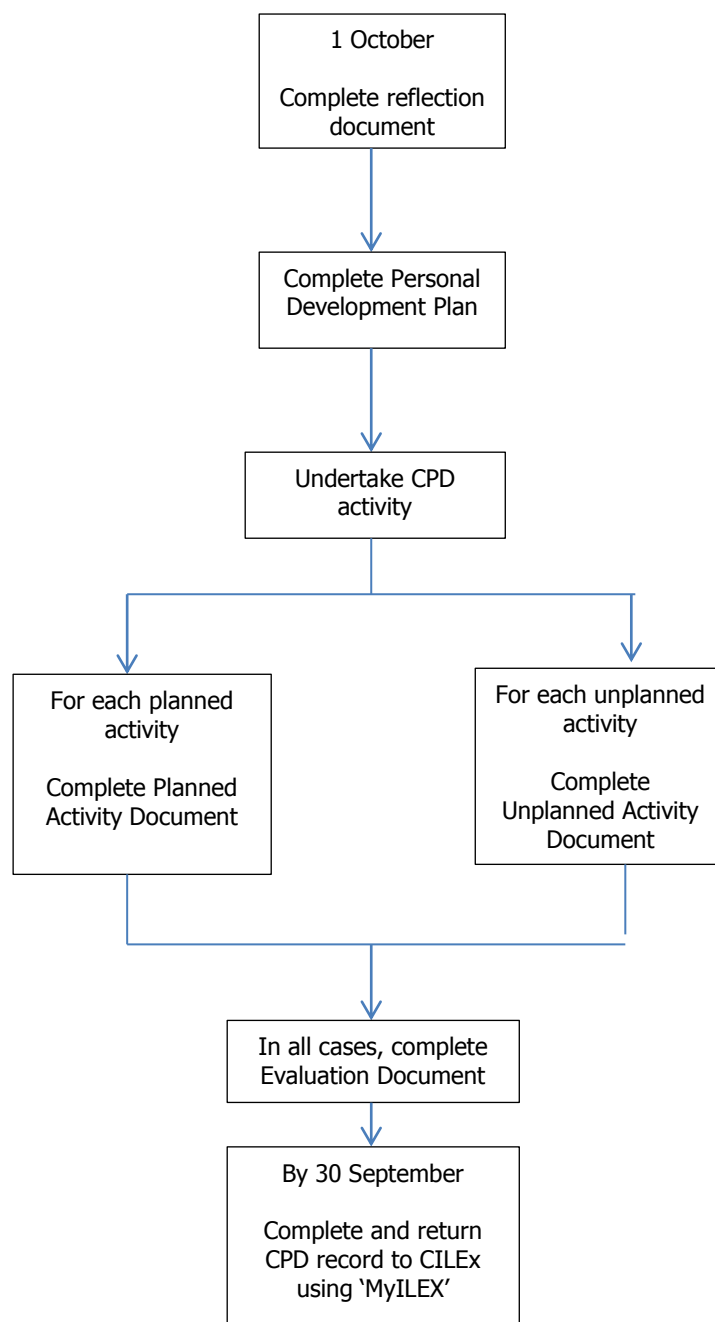 1 October
Complete reflection
document
Complete Personal
Development Plan
Undertake CPD
activity
For each planned
activity
Complete Planned
Activity Document
For each unplanned
activity
Complete
Unplanned Activity
Document
In all cases, complete
Evaluation Document
By 30 September
Complete and return
CPD record to CILEx
using ‘MyILEX’